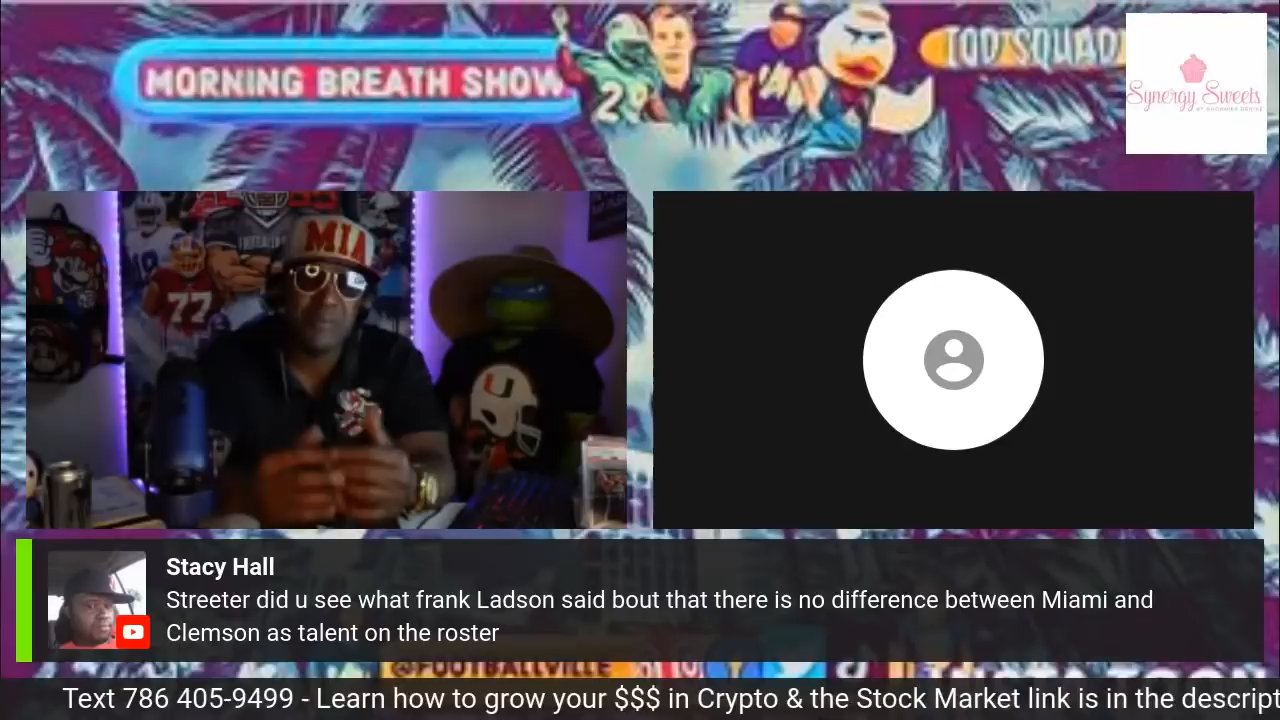 MORNING BREATH SHOW
TOO SQUAD
Synergy Sweets
MIA
77
U
Stacy Hall
Streeter did u see what frank Ladson said bout that there is no difference between Miami and
Clemson as talent on the roster
@FOOTBALLVILLE
Text 786 405-9499 - Learn how to grow your $$$ in Crypto & the Stock Market link is in the descript